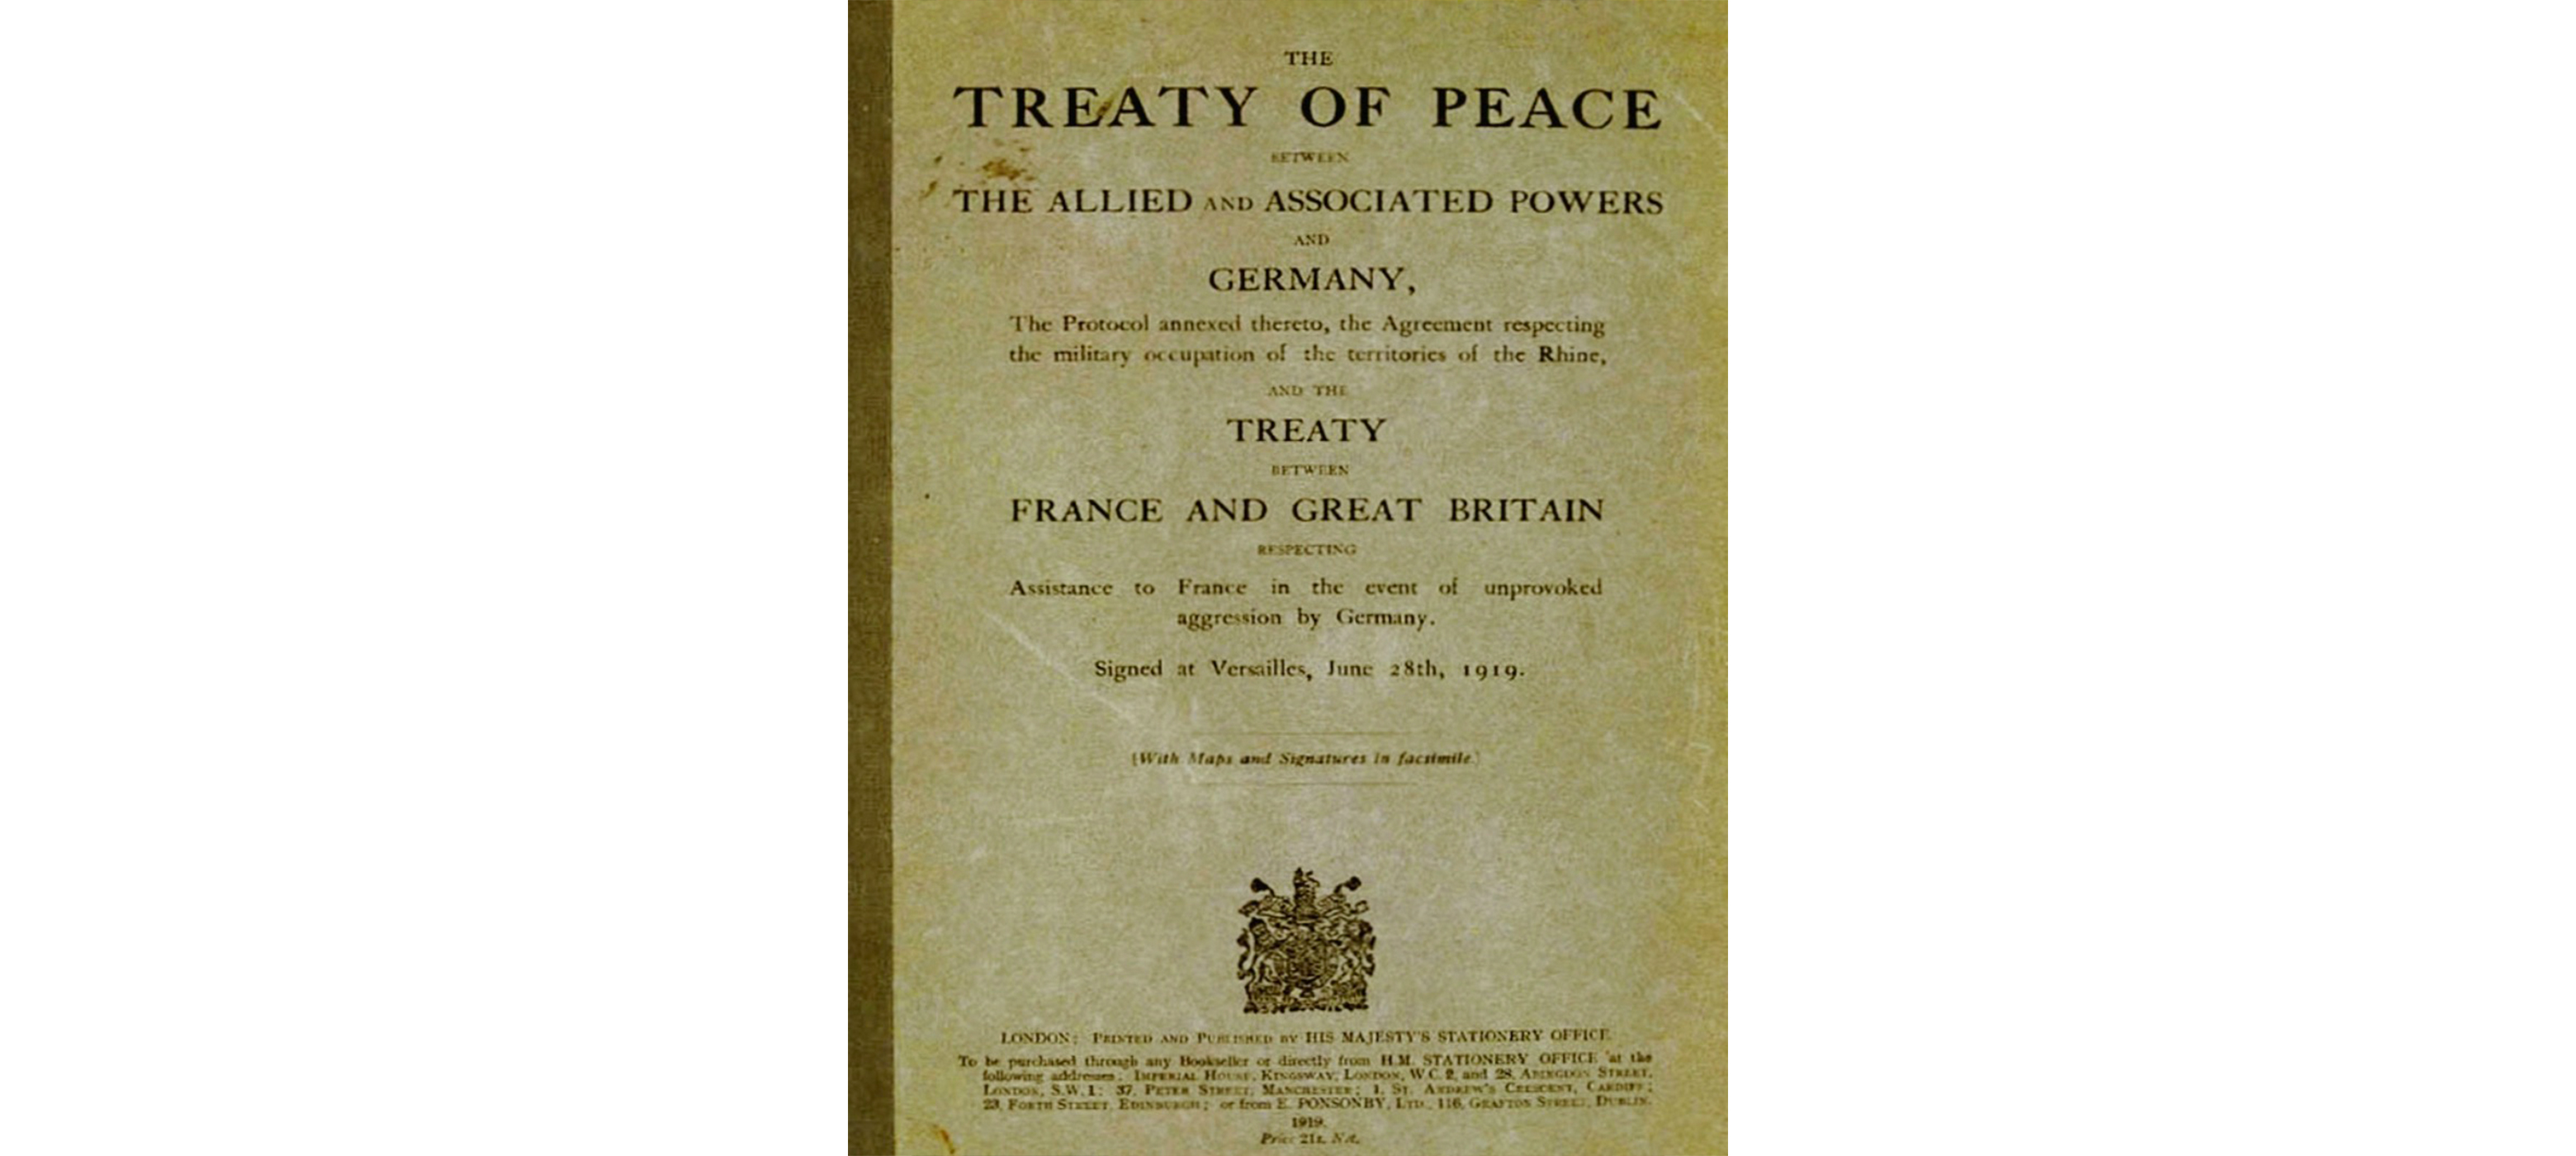 THE
TREATY OF PEACE
BETWEEN
THE ALLIED AND ASSOCIATED POWERS
AND
GERMANY,
The Protocol annexed thereto, the Agreement respecting
the military occupation of the territories of the Rhine,
AND THE
TREATY
BETWEEN
FRANCE AND GREAT BRITAIN
RESPECTING
Assistance to France in the event of unprovoked
aggression by Germany.
Signed at Versailles, June 28th, 1919.
(With Maps and Signatures in facsimile)
LONDON: PRINTED AND PUBLISHED BY HIS MAJESTY'S STATIONERY OFFICE.
To be purchased through any Bookseller or directly from H.M. STATIONERY OFFICE at the
following addresses: IMPERIAL HOUSE, KINGSWAY, LONDON, W.C. 2, and 28, ABINGDON STREET,
LONDON, S.W. 1; 37, PETER STREET, MANCHESTER; 1, ST. ANDREW'S CRESCENT, CARDIFF;
23, FORTH STREET, EDINBURGH; or from E. PONSONBY, LTD., 116, GRAFTON STREET, DUBLIN.
1919.
Price 21s. Net.